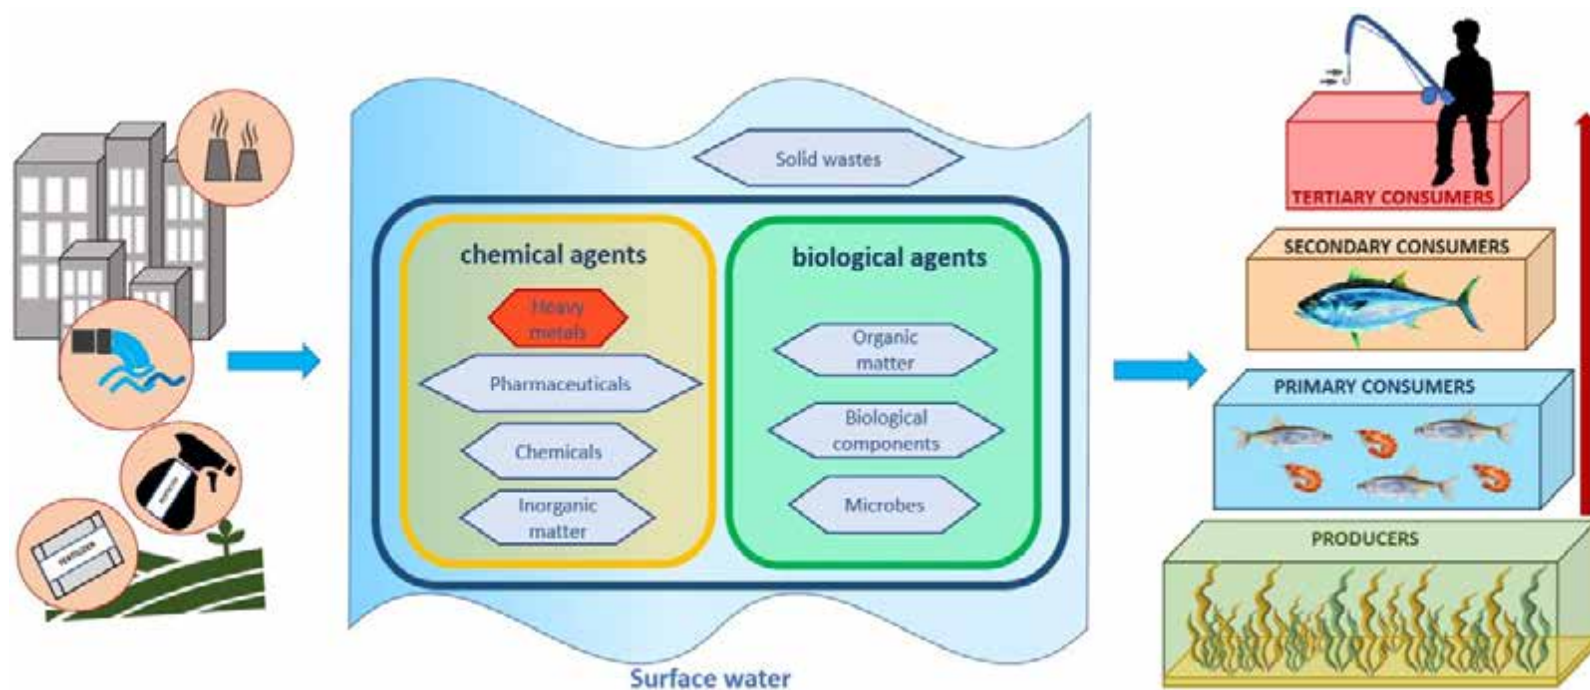 Solid wastes
chemical agents
Heavy
metals
Pharmaceuticals
Chemicals
Inorganic
matter
biological agents
Organic
matter
Biological
components
Microbes
Surface water
FERTILIZER
TERTIARY CONSUMERS
SECONDARY CONSUMERS
PRIMARY CONSUMERS
PRODUCERS